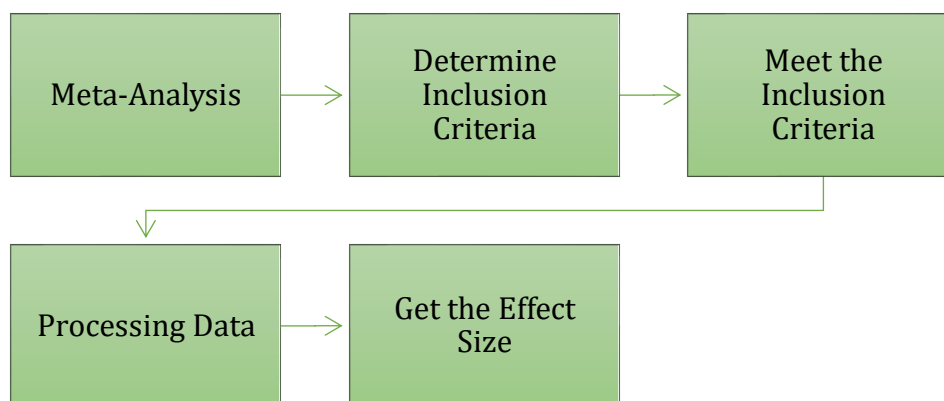 Meta-Analysis
Determine
Inclusion
Criteria
Meet the
Inclusion
Criteria
Processing Data
Get the Effect
Size